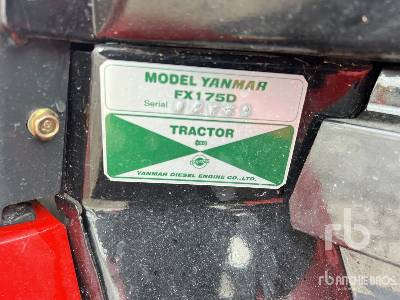 MODEL YANMAR
FX175D
Serial
TRACTOR
YANMAR DIESEL ENGINE CO.,LTD.
rb
rb RITCHIE BROS